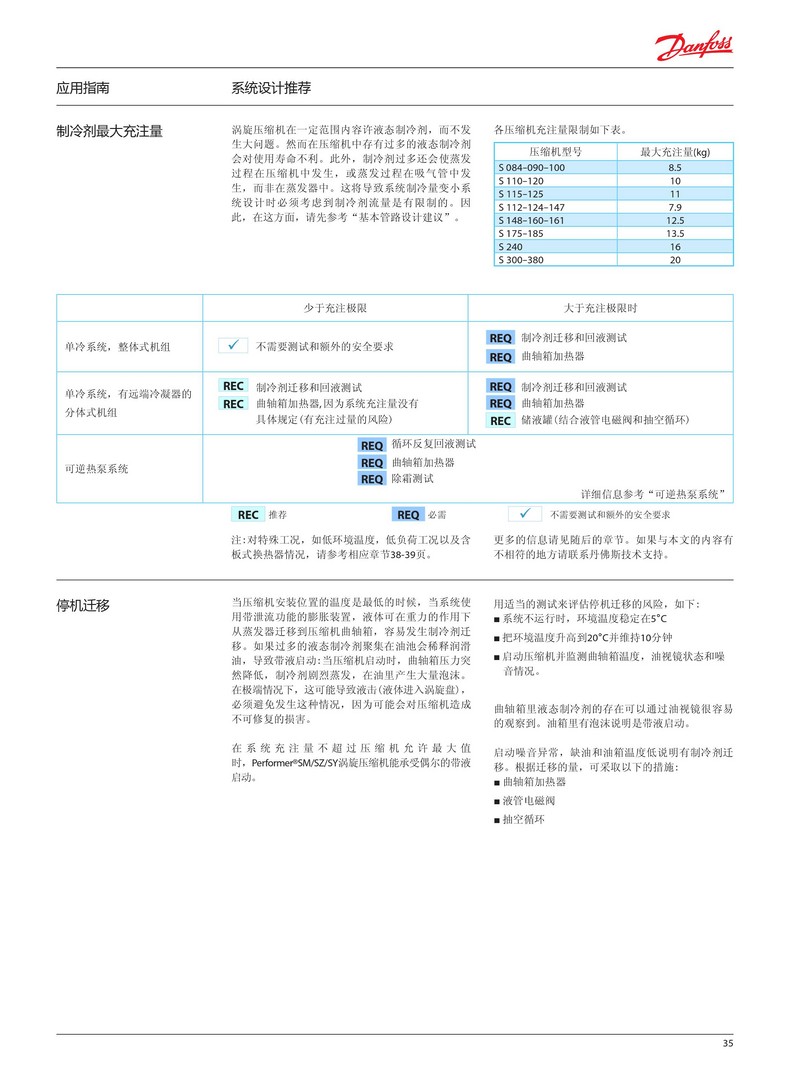 Danfoss
应用指南
系统设计推荐
制冷剂最大充注量
涡旋压缩机在一定范围内容许液态制冷剂，而不发
生大问题。然而在压缩机中存有过多的液态制冷剂
会对使用寿命不利。此外，制冷剂过多还会使蒸发
过程在压缩机中发生，或蒸发过程在吸气管中发
生，而非在蒸发器中。这将导致系统制冷量变小系
统设计时必须考虑到制冷剂流量是有限制的。因
此，在这方面，请先参考“基本管路设计建议”。
各压缩机充注量限制如下表。
压缩机型号 最大充注量(kg)
S 084–090–100 8.5
S 110–120 10
S 115–125 11
S 112–124–147 7.9
S 148–160–161 12.5
S 175–185 13.5
S 240 16
S 300–380 20
少于充注极限 大于充注极限时
单冷系统，整体式机组
✓ 不需要测试和额外的安全要求
REQ 制冷剂迁移和回液测试
REQ 曲轴箱加热器
单冷系统，有远端冷凝器的
分体式机组
REC 制冷剂迁移和回液测试
REC 曲轴箱加热器,因为系统充注量没有
具体规定(有充注过量的风险)
REQ 制冷剂迁移和回液测试
REQ 曲轴箱加热器
REC 储液罐(结合液管电磁阀和抽空循环)
可逆热泵系统
REQ 循环反复回液测试
REQ 曲轴箱加热器
REQ 除霜测试
详细信息参考“可逆热泵系统”
REC 推荐 REQ 必需 ✓ 不需要测试和额外的安全要求
注:对特殊工况，如低环境温度，低负荷工况以及含
板式换热器情况，请参考相应章节38-39页。
更多的信息请见随后的章节。如果与本文的内容有
不相符的地方请联系丹佛斯技术支持。
停机迁移
当压缩机安装位置的温度是最低的时候，当系统使
用带泄流功能的膨胀装置，液体可在重力的作用下
从蒸发器迁移到压缩机曲轴箱，容易发生制冷剂迁
移。如果过多的液态制冷剂聚集在油池会稀释润滑
油，导致带液启动:当压缩机启动时，曲轴箱压力突
然降低，制冷剂剧烈蒸发，在油里产生大量泡沫。
在极端情况下，这可能导致液击(液体进入涡旋盘)，
必须避免发生这种情况，因为可能会对压缩机造成
不可修复的损害。
在系统充注量不超过压缩机允许最大值
时，Performer®SM/SZ/SY涡旋压缩机能承受偶尔的带液
启动。
用适当的测试来评估停机迁移的风险，如下:
■ 系统不运行时，环境温度稳定在5°C
■ 把环境温度升高到20°C并维持10分钟
■ 启动压缩机并监测曲轴箱温度，油视镜状态和噪
音情况。
曲轴箱里液态制冷剂的存在可以通过油视镜很容易
的观察到。油箱里有泡沫说明是带液启动。
启动噪音异常，缺油和油箱温度低说明有制冷剂迁
移。根据迁移的量，可采取以下的措施:
■ 曲轴箱加热器
■ 液管电磁阀
■ 抽空循环
35